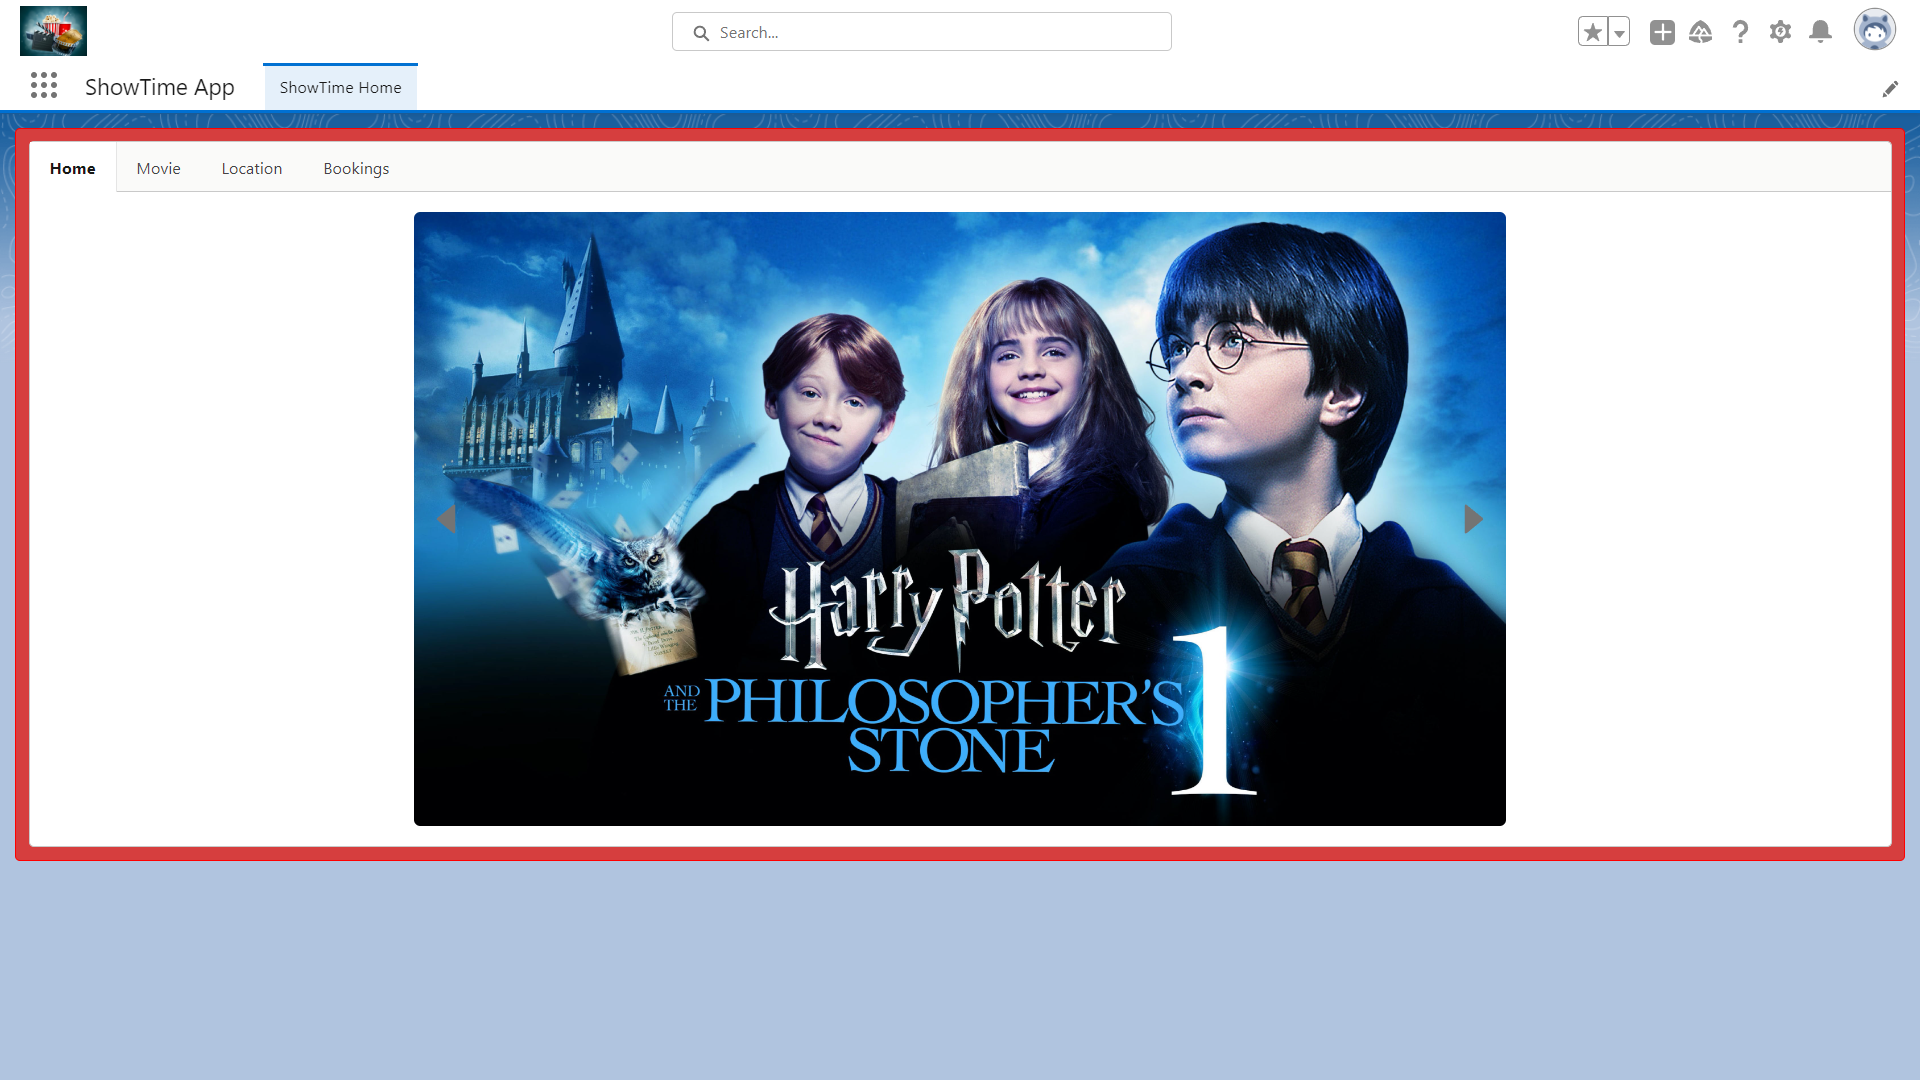 Search...
ShowTime App
ShowTime Home
Home
Movie
Location
Bookings
Harry Potter
AND THE PHILOSOPHER'S
STONE
1